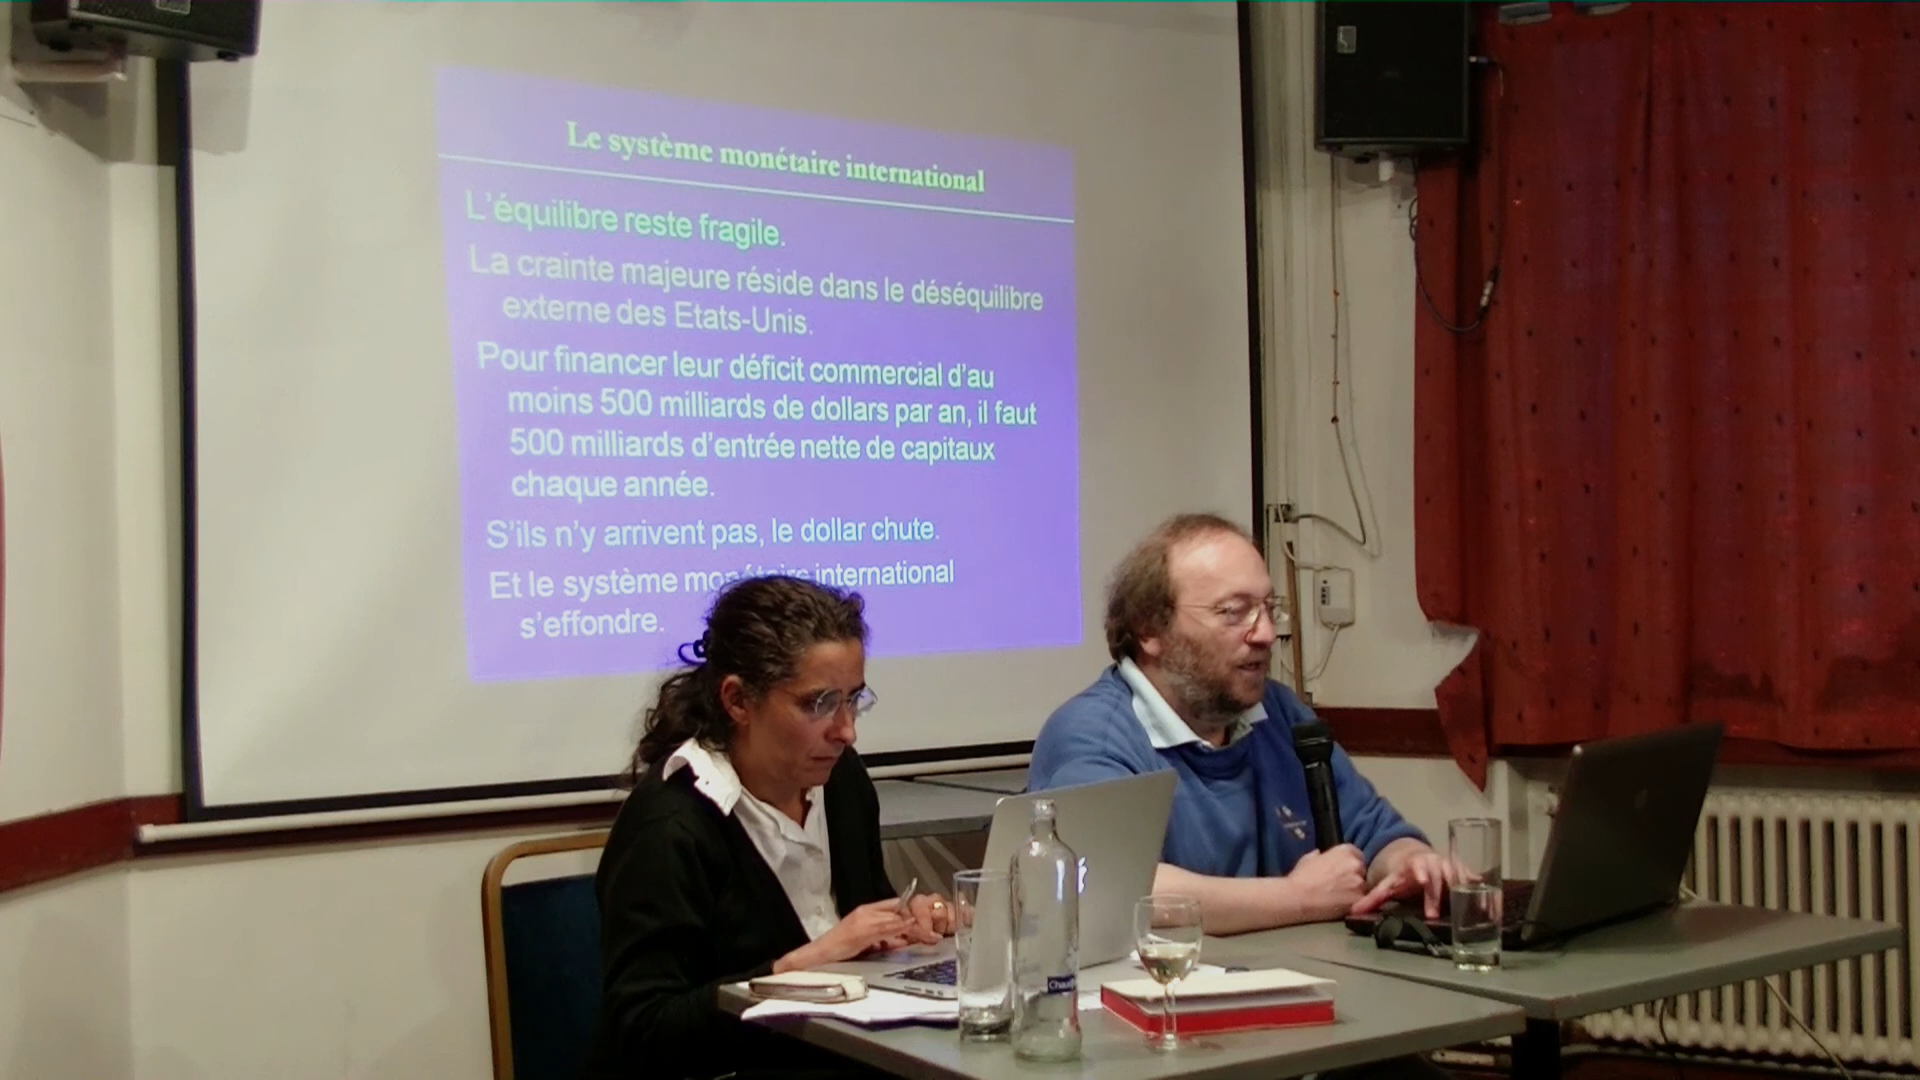 Le système monétaire international
L'équilibre reste fragile.
La crainte majeure réside dans le déséquilibre
externe des Etats-Unis.
Pour financer leur déficit commercial d'au
moins 500 milliards de dollars par an, il faut
500 milliards d'entrée nette de capitaux
chaque année.
S'ils n'y arrivent pas, le dollar chute.
Et le système monétaire international
s'effondre.